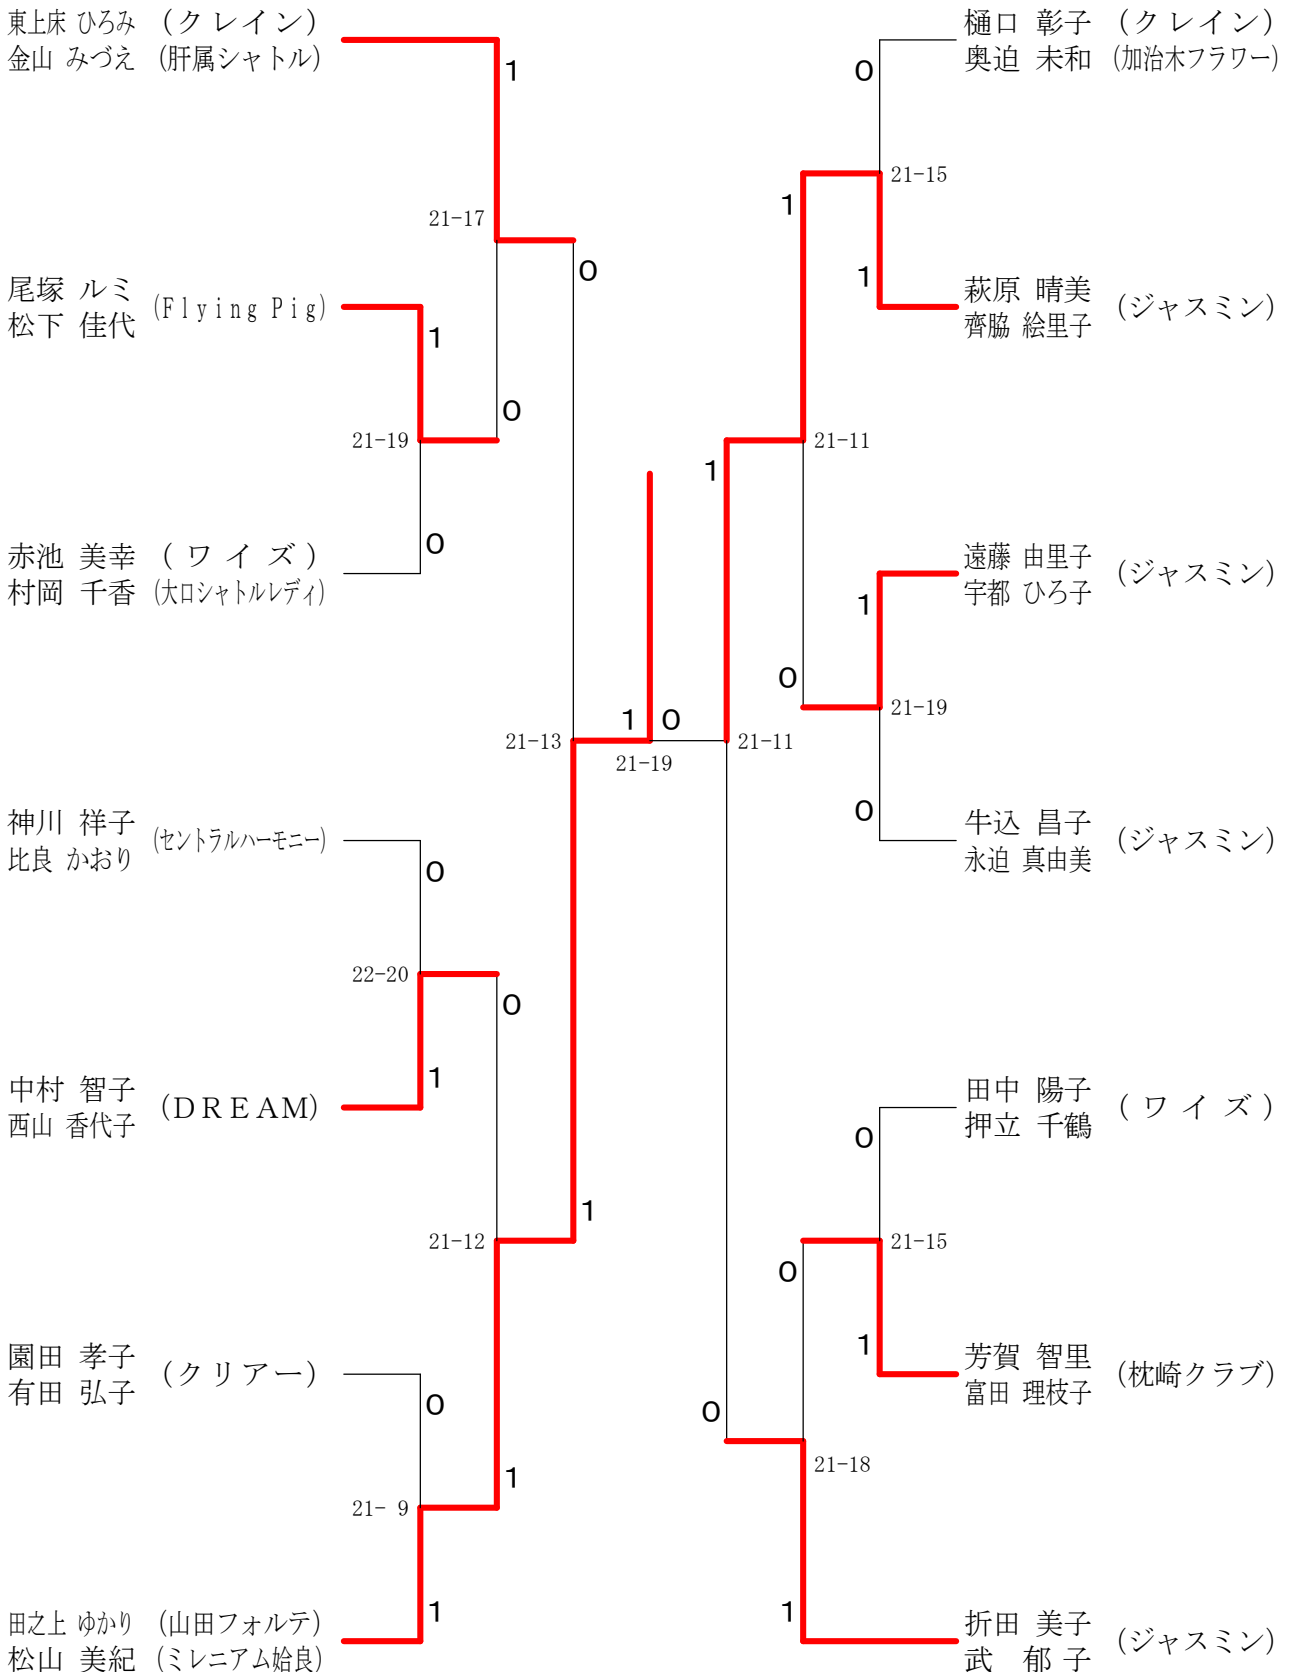 東上床 ひろみ (クレイン)
金山 みづえ (肝属シャトル)
1
21-17
0
尾塚 ルミ
松下 佳代
(Flying Pig)
1
0
21-19
0
赤池 美幸 (ワイズ)
村岡 千香 (大口シャトルレディ)
21-13
1 0
21-19
神川 祥子
比良 かおり
(セントラルハーモニー)
0
22-20
0
1
中村 智子
西山 香代子
(DREAM)
1
21-12
園田 孝子
有田 弘子
(クリアー)
0
1
21- 9
1
田之上 ゆかり (山田フォルテ)
松山 美紀 (ミレニアム姶良)
樋口 彰子 (クレイン)
奥迫 未和 (加治木フラワー)
0
21-15
1
1
萩原 晴美
齊脇 絵里子
(ジャスミン)
21-11
1
遠藤 由里子
宇都 ひろ子
(ジャスミン)
1
0
21-19
21-11
0
牛込 昌子
永迫 真由美
(ジャスミン)
田中 陽子
押立 千鶴
(ワイズ)
0
21-15
0
1
芳賀 智里
富田 理枝子
(枕崎クラブ)
0
21-18
1
折田 美子
武 郁子
(ジャスミン)